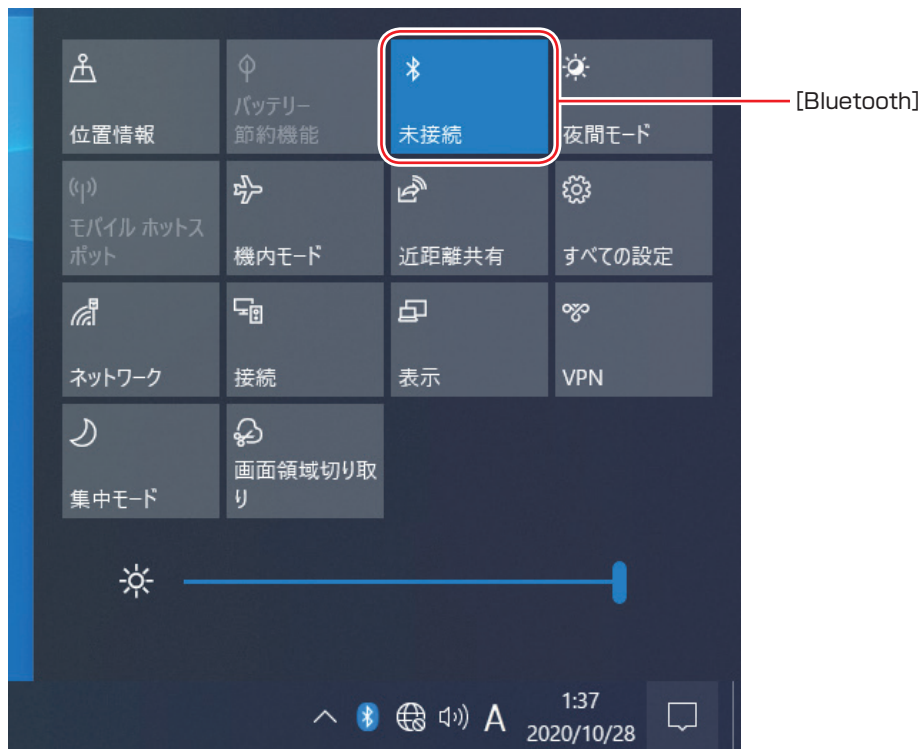 位置情報
バッテリー
節約機能
未接続
夜間モード
[Bluetooth]
モバイル ホットス
ポット
機内モード
近距離共有
すべての設定
ネットワーク
接続
表示
VPN
集中モード
画面領域切り取
り
A
1:37
2020/10/28